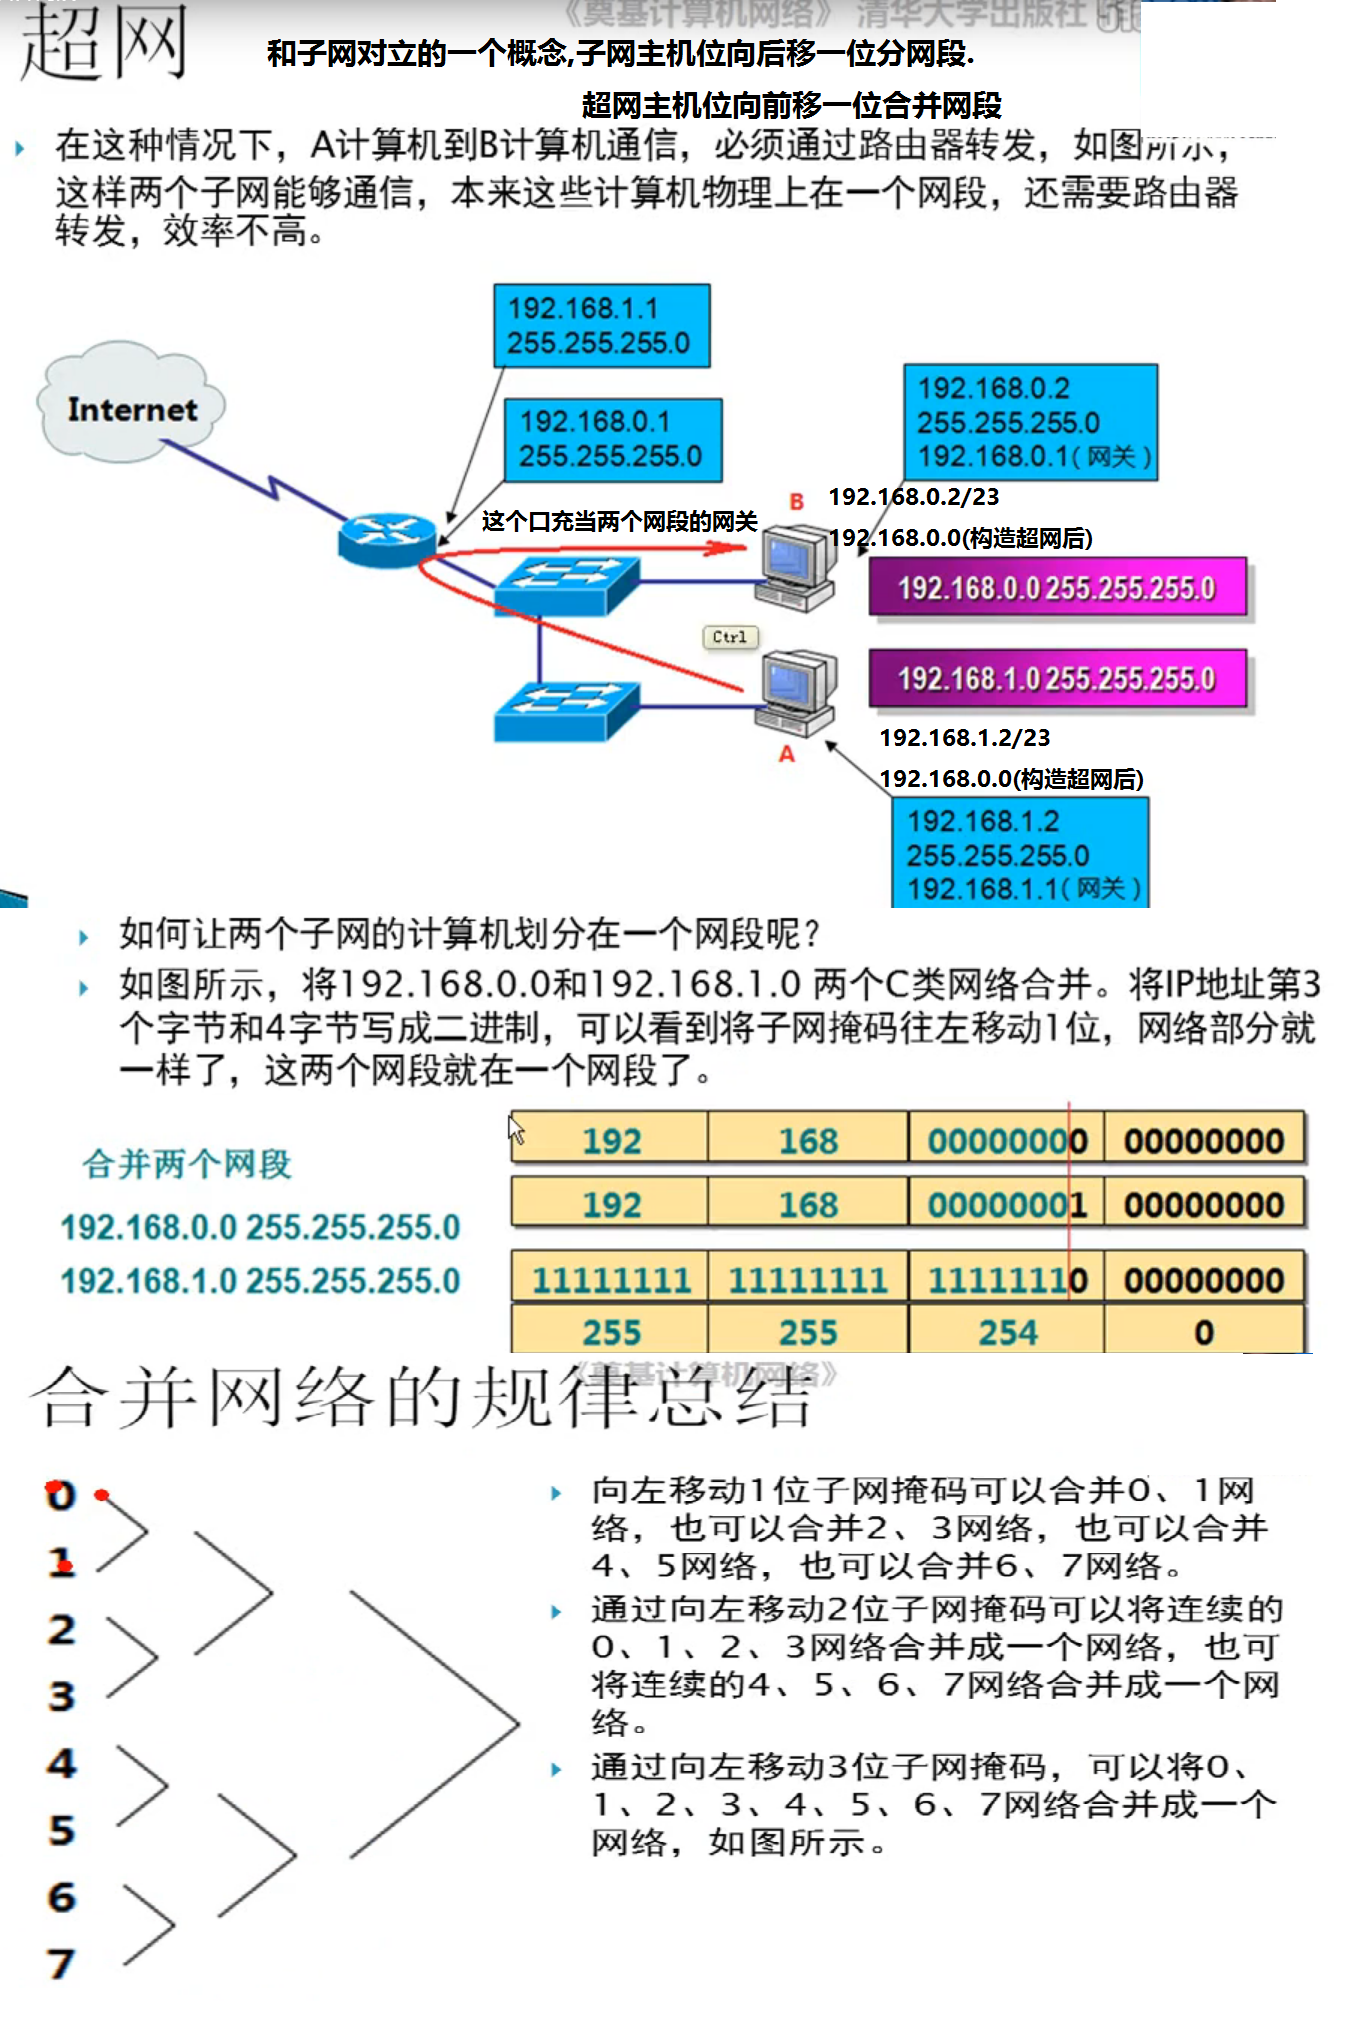 《奠基计算机网络》 清华大学出版社
超网
和子网对立的一个概念,子网主机位向后移一位分网段.
超网主机位向前移一位合并网段
在这种情况下，A计算机到B计算机通信，必须通过路由器转发，如图所示，
这样两个子网能够通信，本来这些计算机物理上在一个网段，还需要路由器
转发，效率不高。
192.168.1.1
255.255.255.0
Internet
192.168.0.1
255.255.255.0
192.168.0.2
255.255.255.0
192.168.0.1(网关)
B
192.168.0.2/23
这个口充当两个网段的网关
192.168.0.0(构造超网后)
192.168.0.0 255.255.255.0
Ctrl
192.168.1.0 255.255.255.0
A
192.168.1.2/23
192.168.0.0(构造超网后)
192.168.1.2
255.255.255.0
192.168.1.1(网关)
如何让两个子网的计算机划分在一个网段呢？
如图所示，将192.168.0.0和192.168.1.0 两个C类网络合并。将IP地址第3
个字节和4字节写成二进制，可以看到将子网掩码往左移动1位，网络部分就
一样了，这两个网段就在一个网段了。
合并两个网段
192.168.0.0 255.255.255.0
192.168.1.0 255.255.255.0
192 168 00000000 00000000
192 168 00000001 00000000
11111111 11111111 11111110 00000000
255 255 254 0
《奠基计算机网络》
合并网络的规律总结
0
1
2
3
4
5
6
7
向左移动1位子网掩码可以合并0、1网
络，也可以合并2、3网络，也可以合并
4、5网络，也可以合并6、7网络。
通过向左移动2位子网掩码可以将连续的
0、1、2、3网络合并成一个网络，也可
将连续的4、5、6、7网络合并成一个网
络。
通过向左移动3位子网掩码，可以将0、
1、2、3、4、5、6、7网络合并成一个
网络，如图所示。